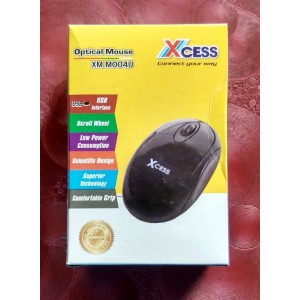 Optical Mouse
XM M004U
XCESS
Connect your way
USB
Interface
Scroll Wheel
Low Power
Consumption
Scientific Design
Superior
Technology
Comfortable Grip
XCESS